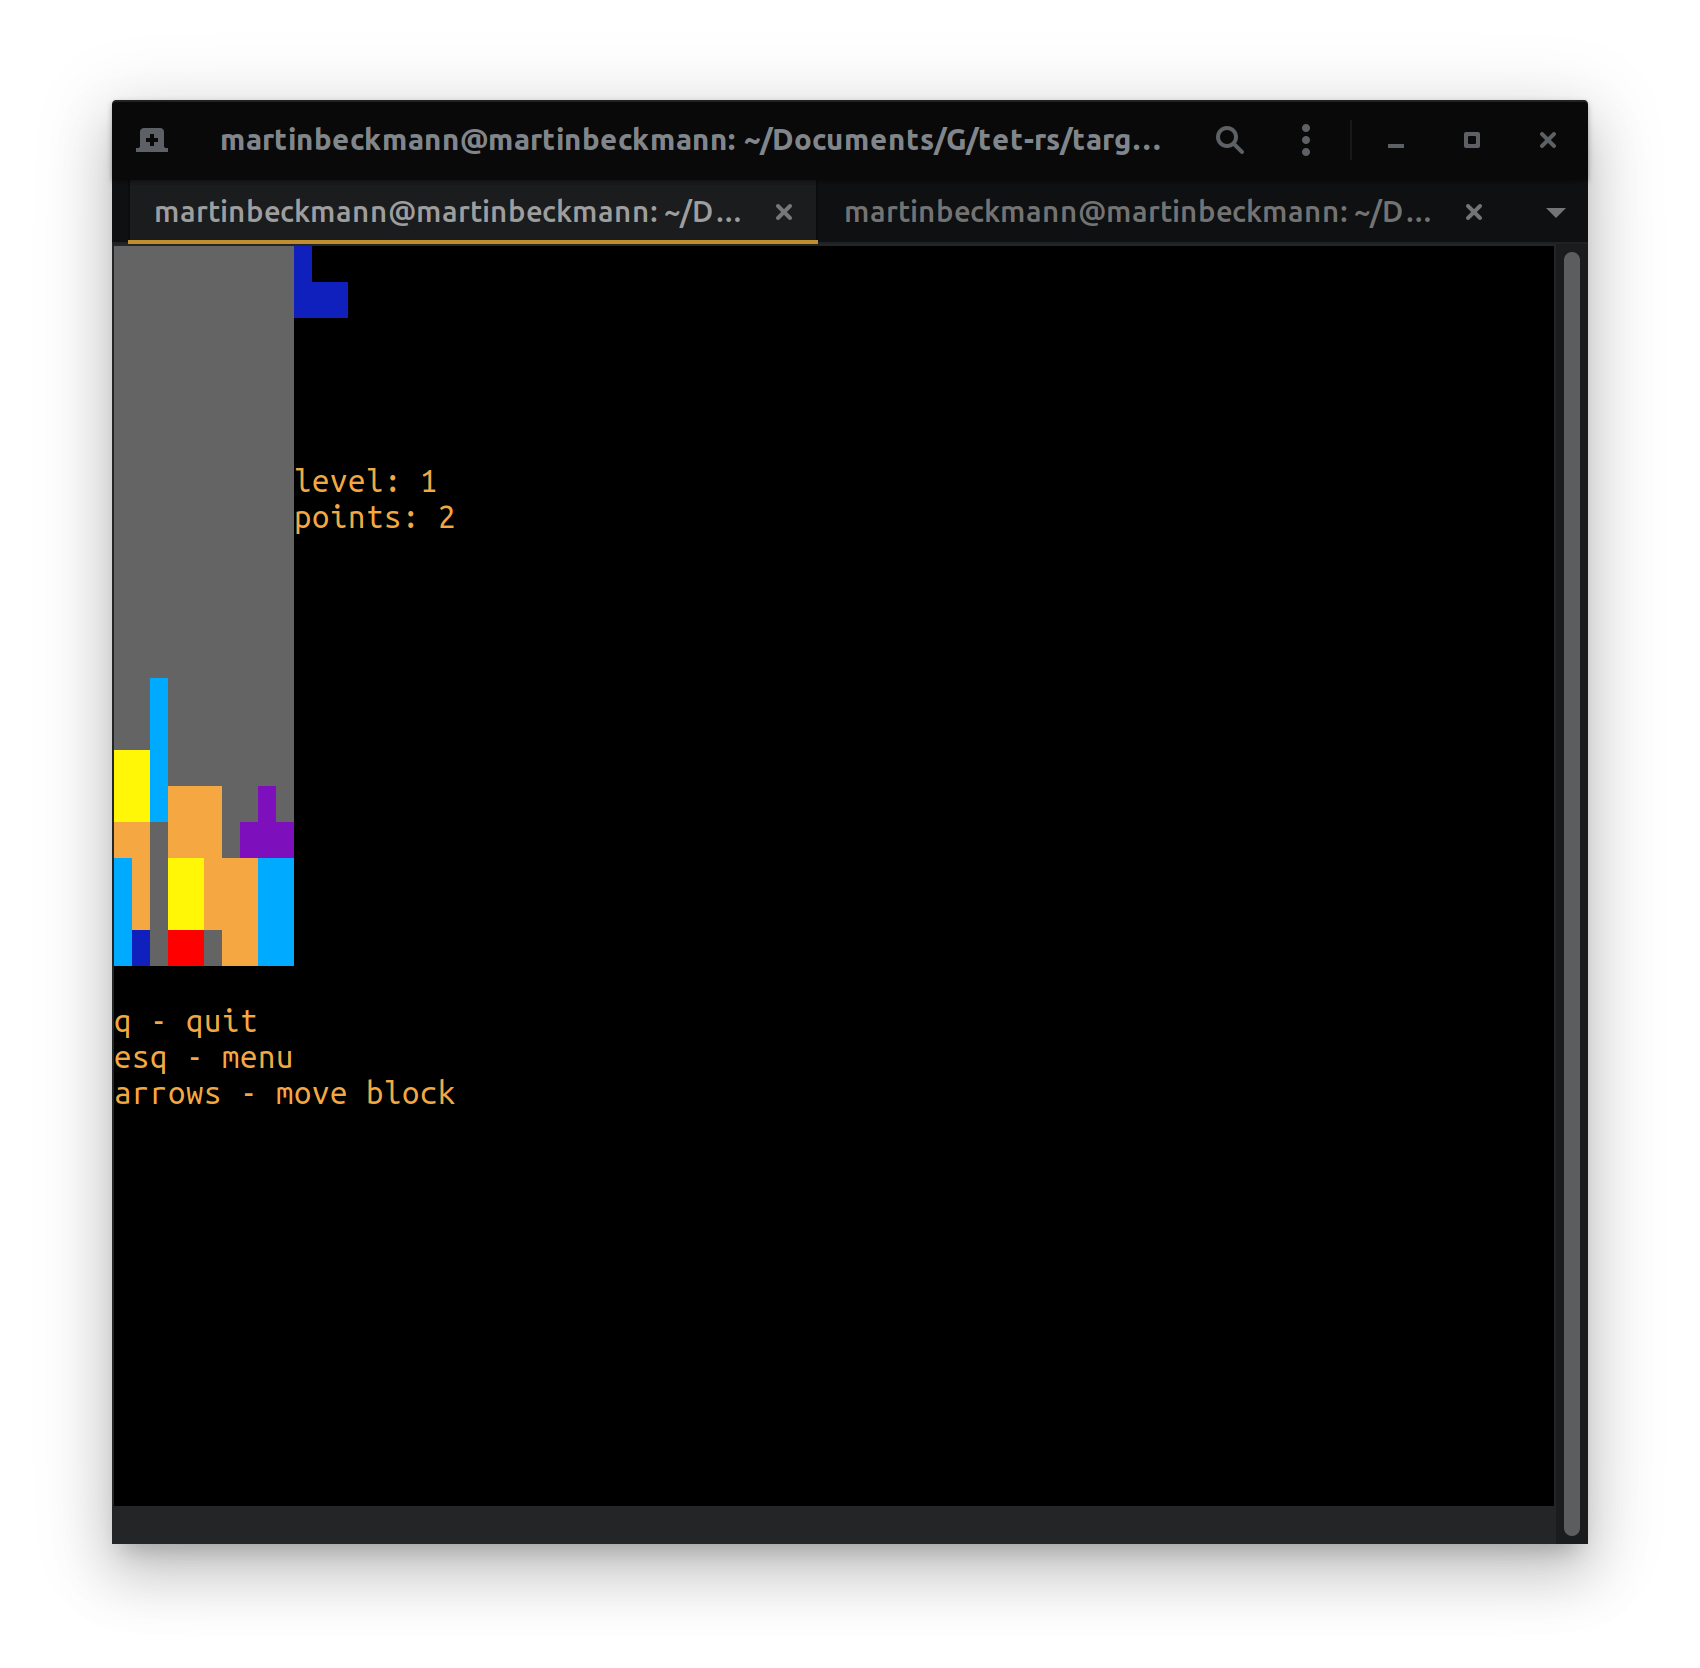 martinbeckmann@martinbeckmann: ~/Documents/G/tet-rs/targ...
martinbeckmann@martinbeckmann: ~/D...
martinbeckmann@martinbeckmann: ~/D...
level: 1
points: 2
q - quit
esq - menu
arrows - move block